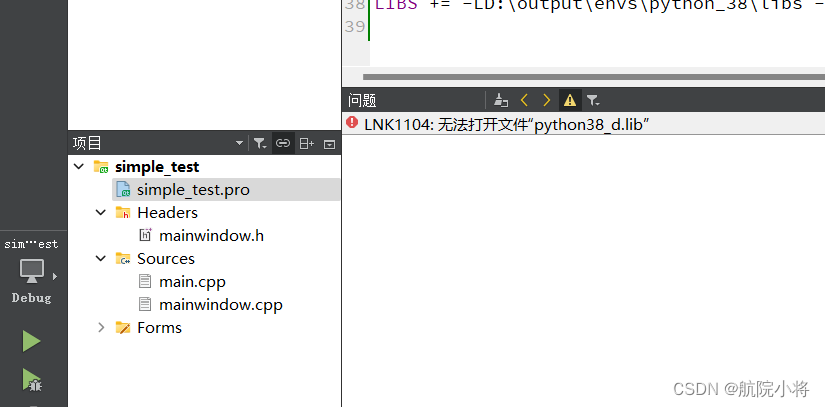 38 LIBS += -LD:\output\envs\python_38\libs -
39
问题
LNK1104: 无法打开文件“python38_d.lib”
项目
simple_test
simple_test.pro
Headers
mainwindow.h
Sources
main.cpp
mainwindow.cpp
Forms
sim···est
Debug
CSDN @航院小将